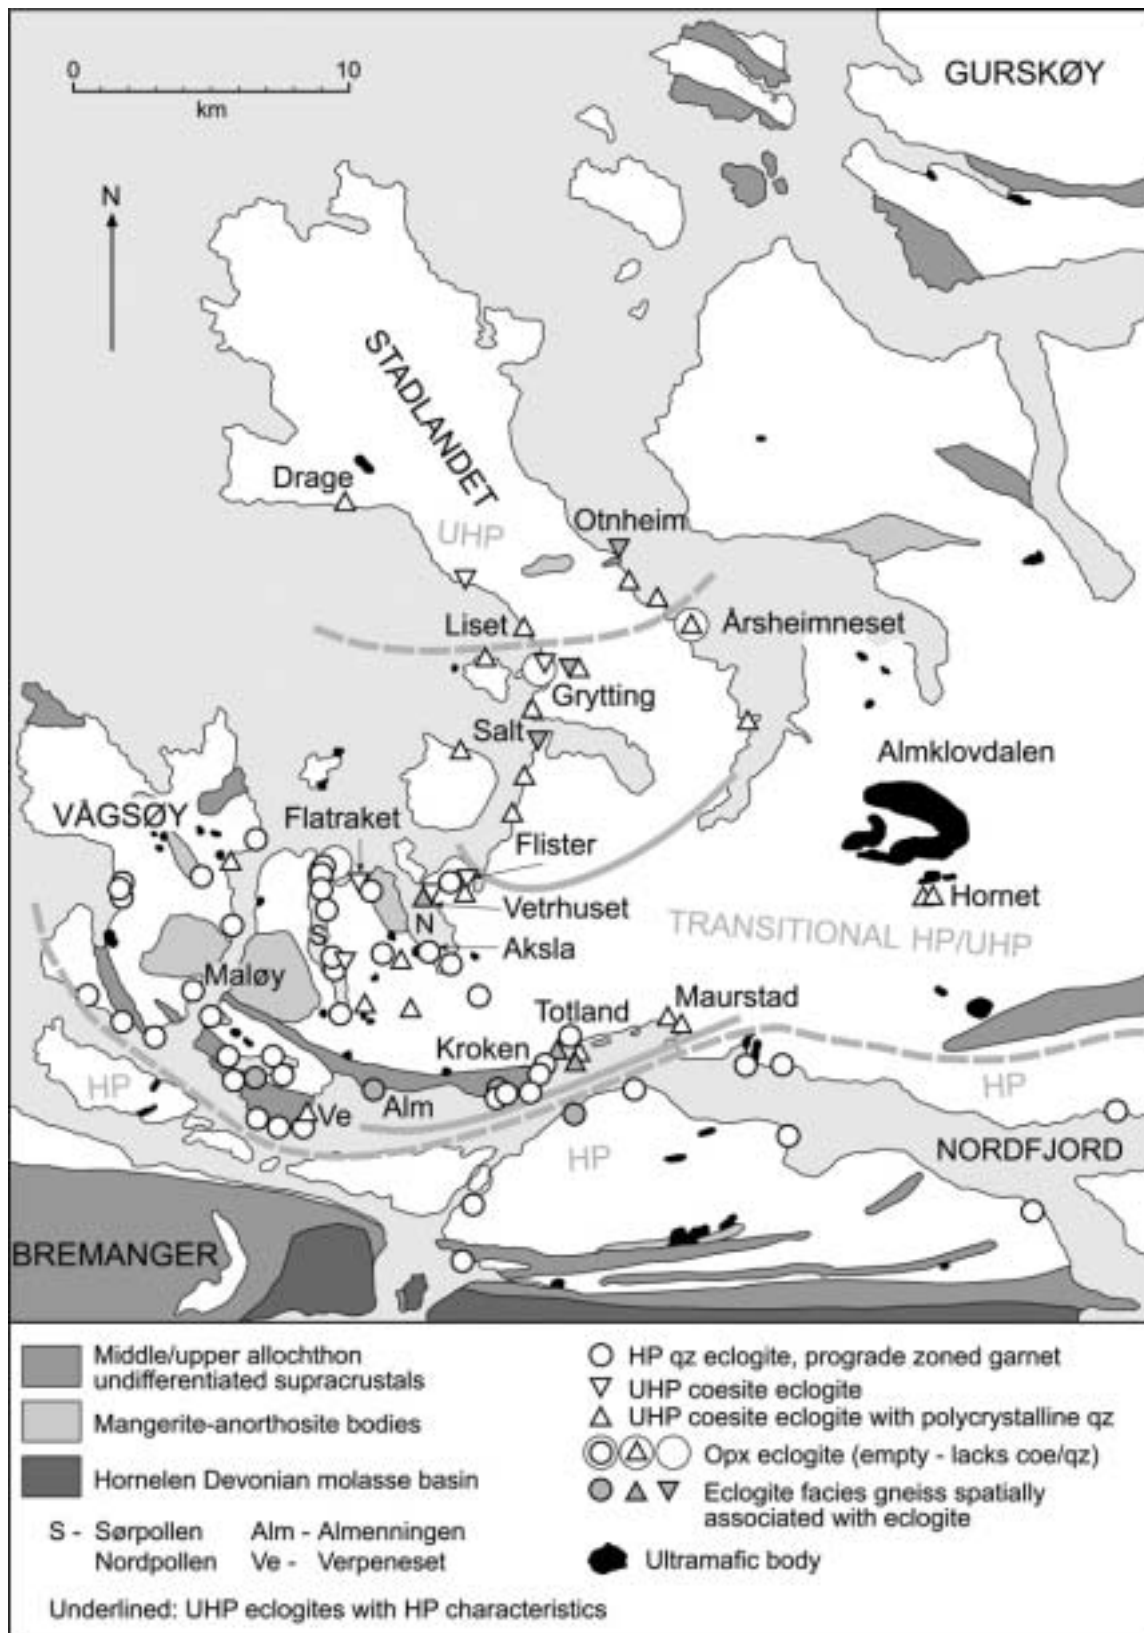 0 10
km
GURSKØY
N
STADLANDET
Drage
UHP
Otnheim
Liset
Årsheimneset
Grytting
Salt
Almklovdalen
VÅGSØY
Flatraket
Flister
Hornet
Vetrhuset
N
S
TRANSITIONAL HP/UHP
Aksla
Maløy
Maurstad
Totland
Kroken
HP
HP
Alm
Ve
HP
NORDFJORD
BREMANGER
Middle/upper allochthon
undifferentiated supracrustals
Mangerite-anorthosite bodies
Hornelen Devonian molasse basin
S - Sørpollen Alm - Almenningen
Nordpollen Ve - Verpeneset
Underlined: UHP eclogites with HP characteristics
HP qz eclogite, prograde zoned garnet
UHP coesite eclogite
UHP coesite eclogite with polycrystalline qz
Opx eclogite (empty - lacks coe/qz)
Eclogite facies gneiss spatially
associated with eclogite
Ultramafic body